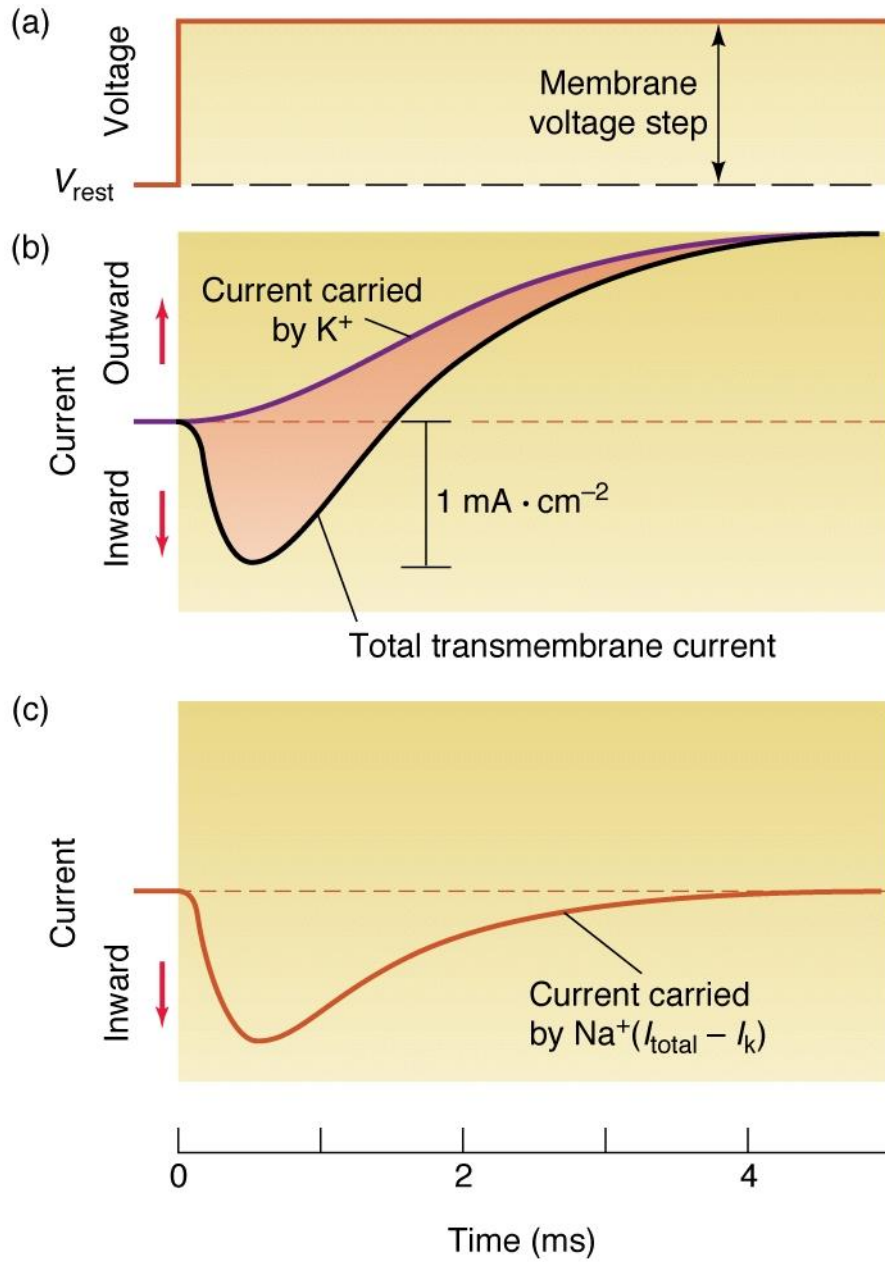 (a)
Voltage
Membrane
voltage step
V_rest
(b)
Outward
Current carried
by K⁺
Current
1 mA · cm⁻²
Inward
Total transmembrane current
(c)
Current
Inward
Current carried
by Na⁺(I_total – I_k)
0 2 4
Time (ms)